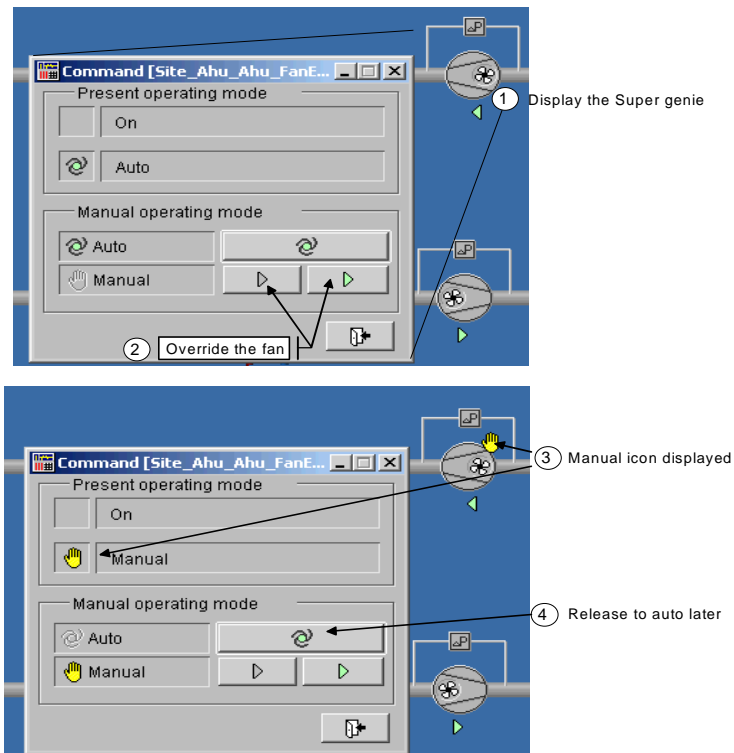 P
Command [Site_Ahu_Ahu_FanE...
Present operating mode
On
Auto
1 Display the Super genie
Manual operating mode
Auto
Manual
P
2 Override the fan
P
Command [Site_Ahu_Ahu_FanE...
Present operating mode
On
Manual
3 Manual icon displayed
Manual operating mode
Auto
Manual
4 Release to auto later
P